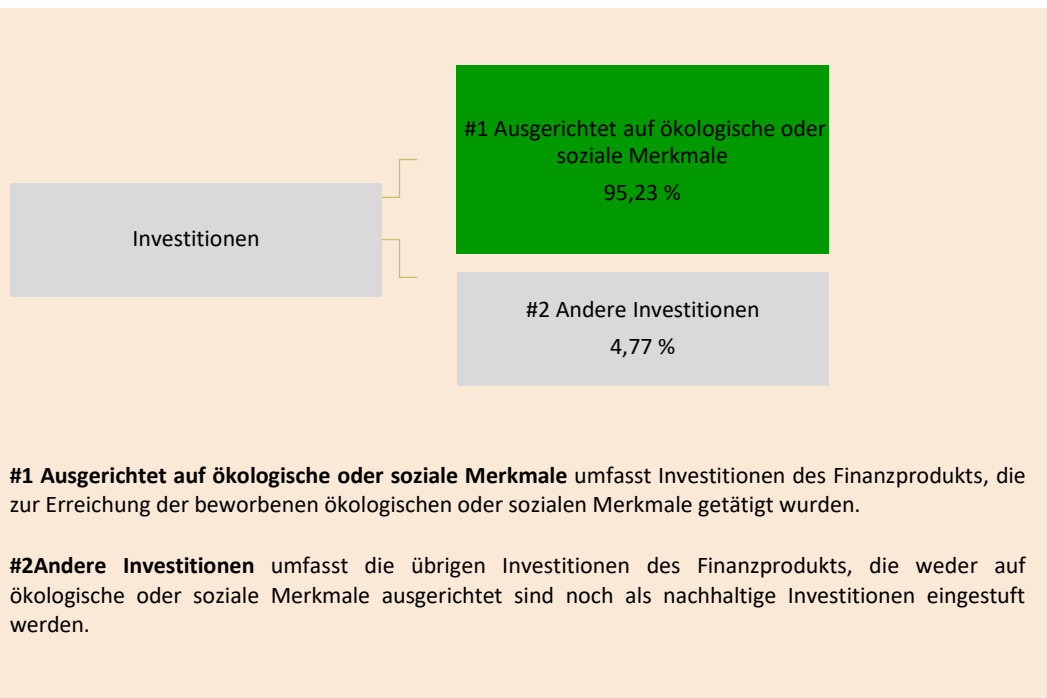 #1 Ausgerichtet auf ökologische oder
soziale Merkmale
95,23 %
Investitionen
#2 Andere Investitionen
4,77 %
#1 Ausgerichtet auf ökologische oder soziale Merkmale umfasst Investitionen des Finanzprodukts, die
zur Erreichung der beworbenen ökologischen oder sozialen Merkmale getätigt wurden.
#2Andere Investitionen umfasst die übrigen Investitionen des Finanzprodukts, die weder auf
ökologische oder soziale Merkmale ausgerichtet sind noch als nachhaltige Investitionen eingestuft
werden.